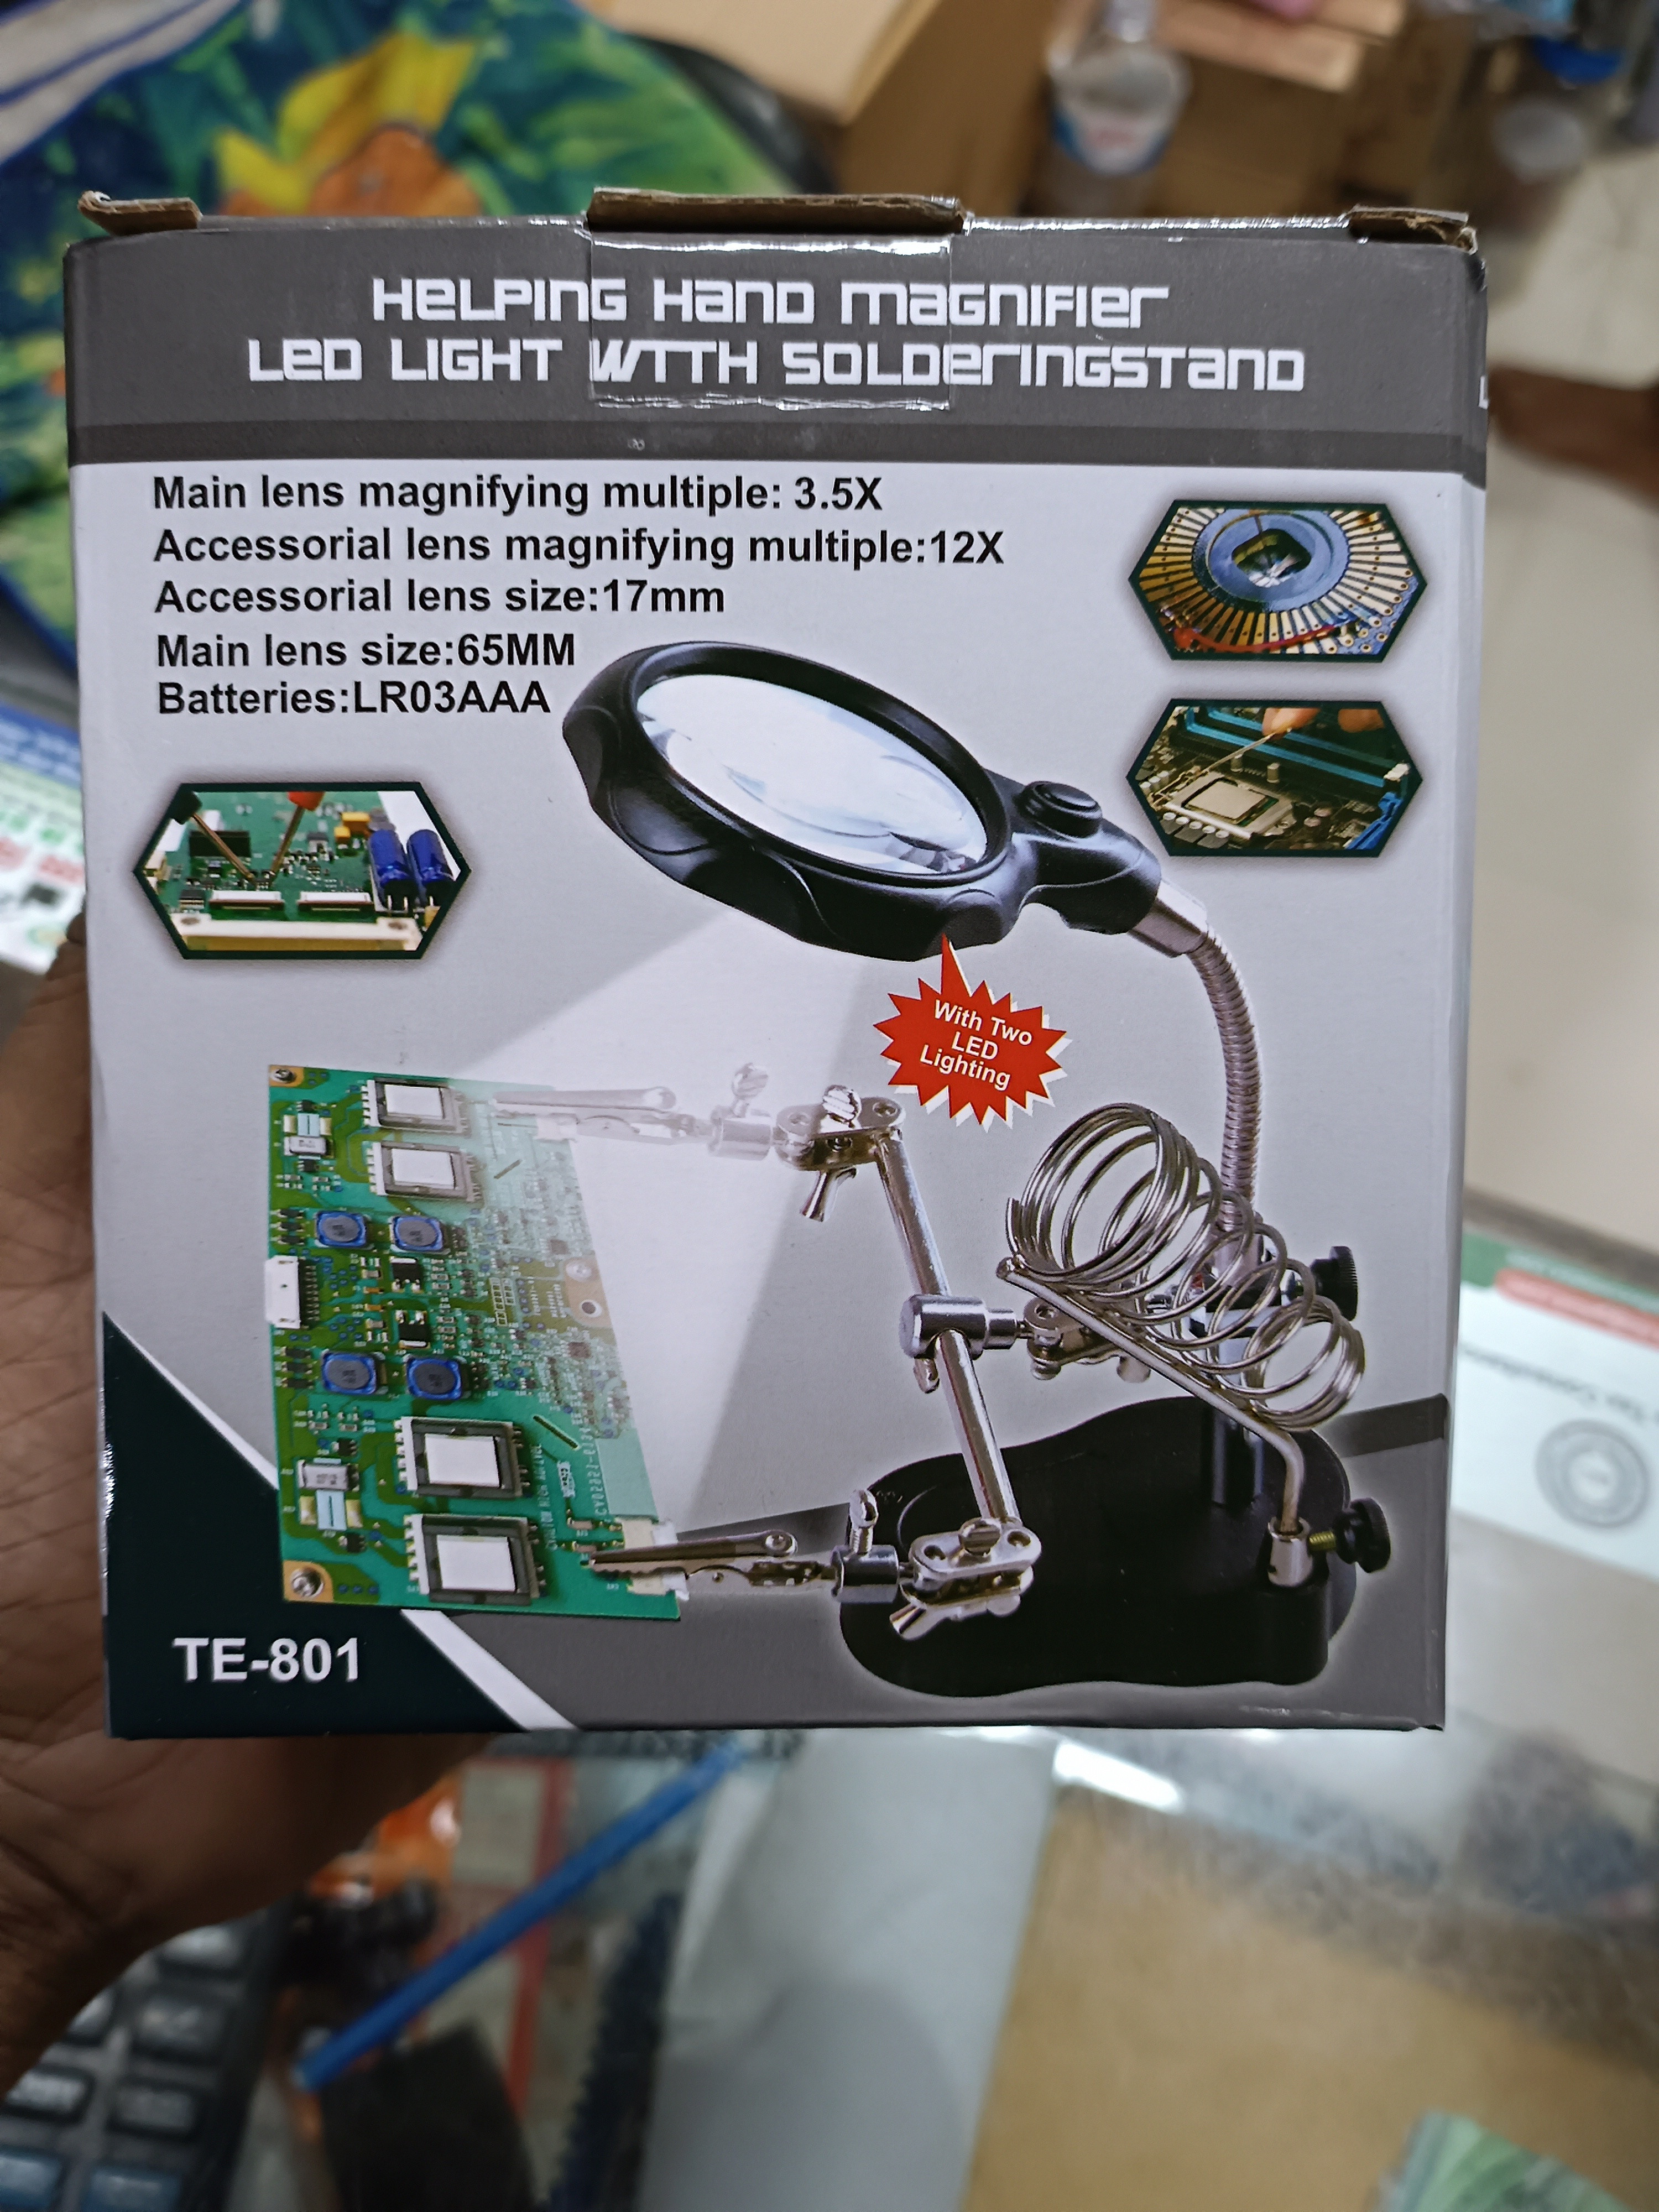 HELPING HAND MAGNIFIER
LED LIGHT WTTH SOLDERINGSTAND
Main lens magnifying multiple: 3.5X
Accessorial lens magnifying multiple:12X
Accessorial lens size:17mm
Main lens size:65MM
Batteries:LR03AAA
With Two
LED
Lighting
TE-801